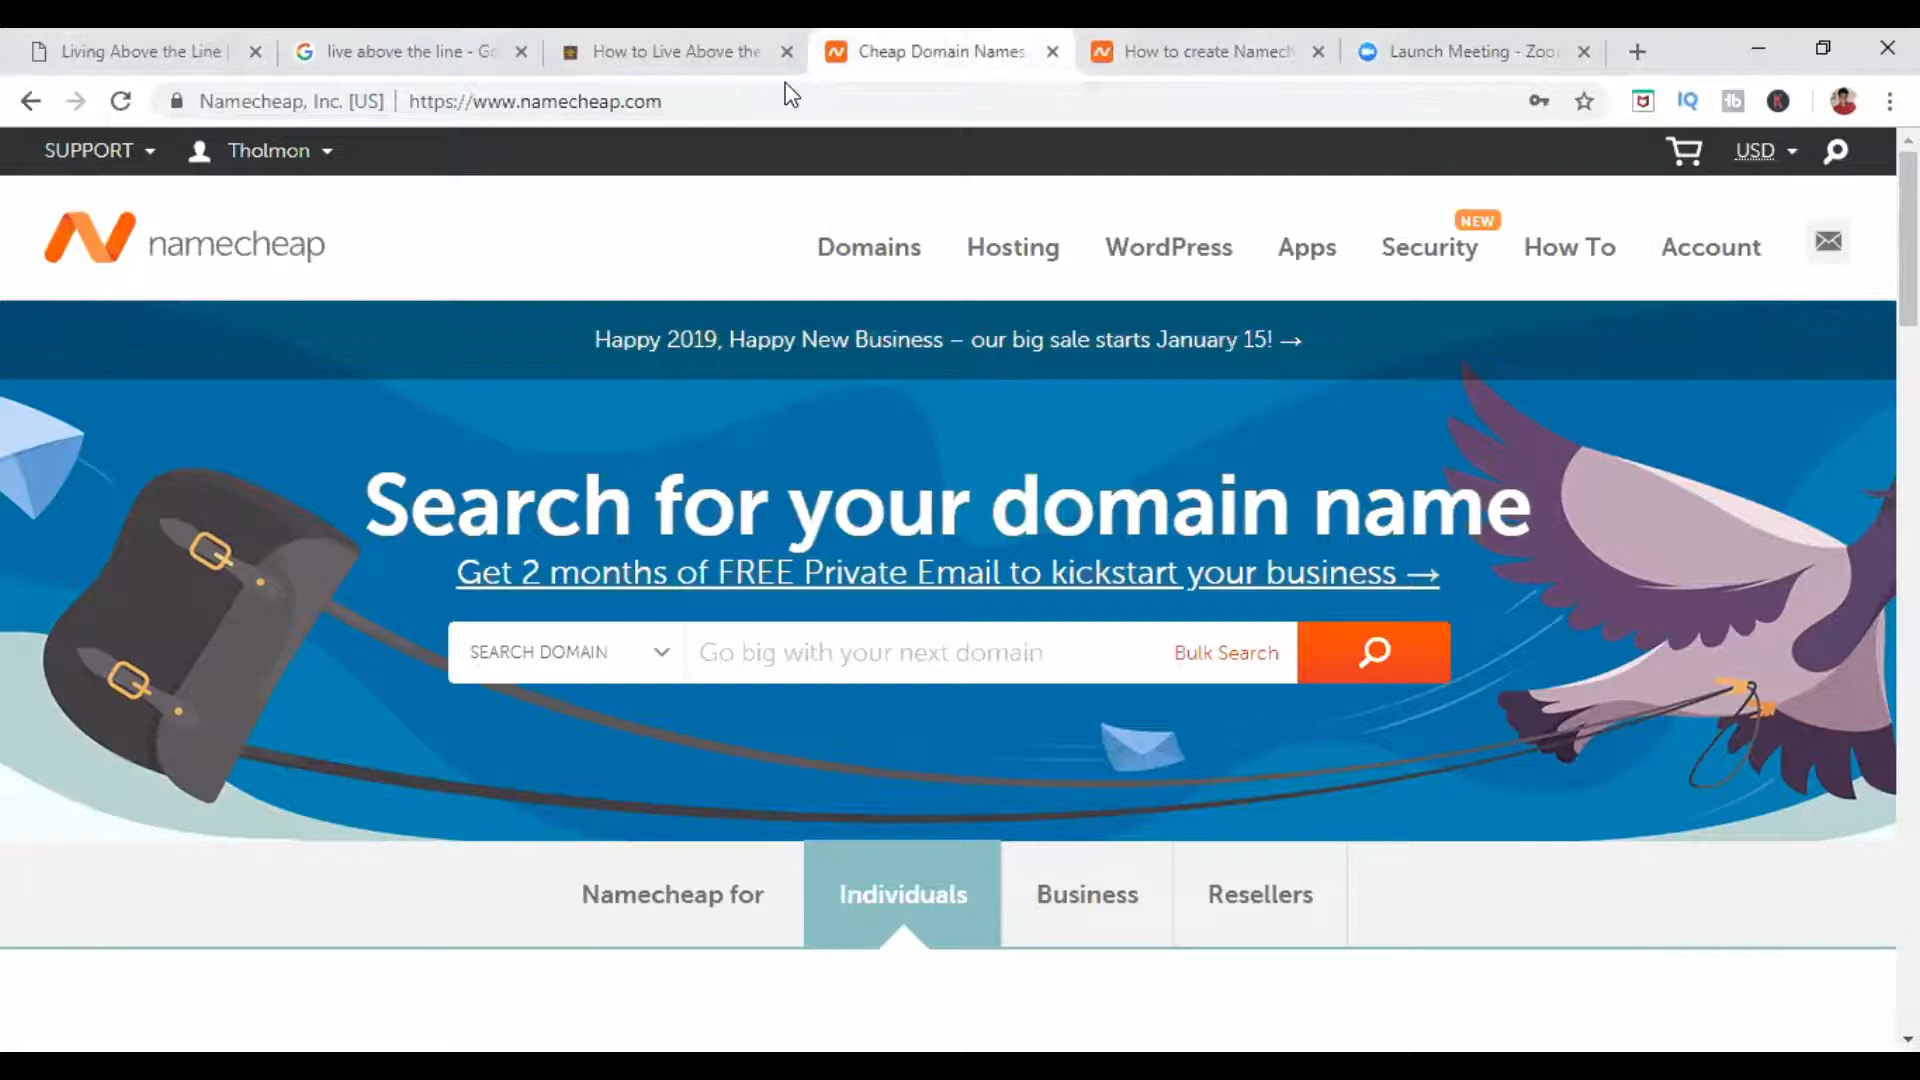 Living Above the Line |
live above the line - Go
How to Live Above the
Cheap Domain Names
How to create Namech
Launch Meeting - Zoo
Namecheap, Inc. [US] | https://www.namecheap.com
SUPPORT
Tholmon
USD
namecheap
Domains
Hosting
WordPress
Apps
Security
NEW
How To
Account
Happy 2019, Happy New Business – our big sale starts January 15! →
Search for your domain name
Get 2 months of FREE Private Email to kickstart your business →
SEARCH DOMAIN
Go big with your next domain
Bulk Search
Namecheap for
Individuals
Business
Resellers